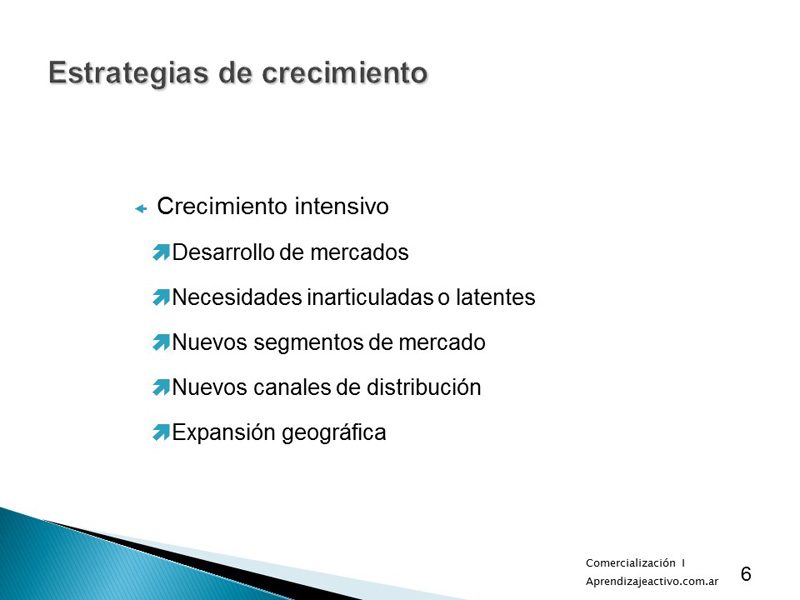 Estrategias de crecimiento
Crecimiento intensivo
Desarrollo de mercados
Necesidades inarticuladas o latentes
Nuevos segmentos de mercado
Nuevos canales de distribución
Expansión geográfica
Comercialización I
Aprendizajeactivo.com.ar
6